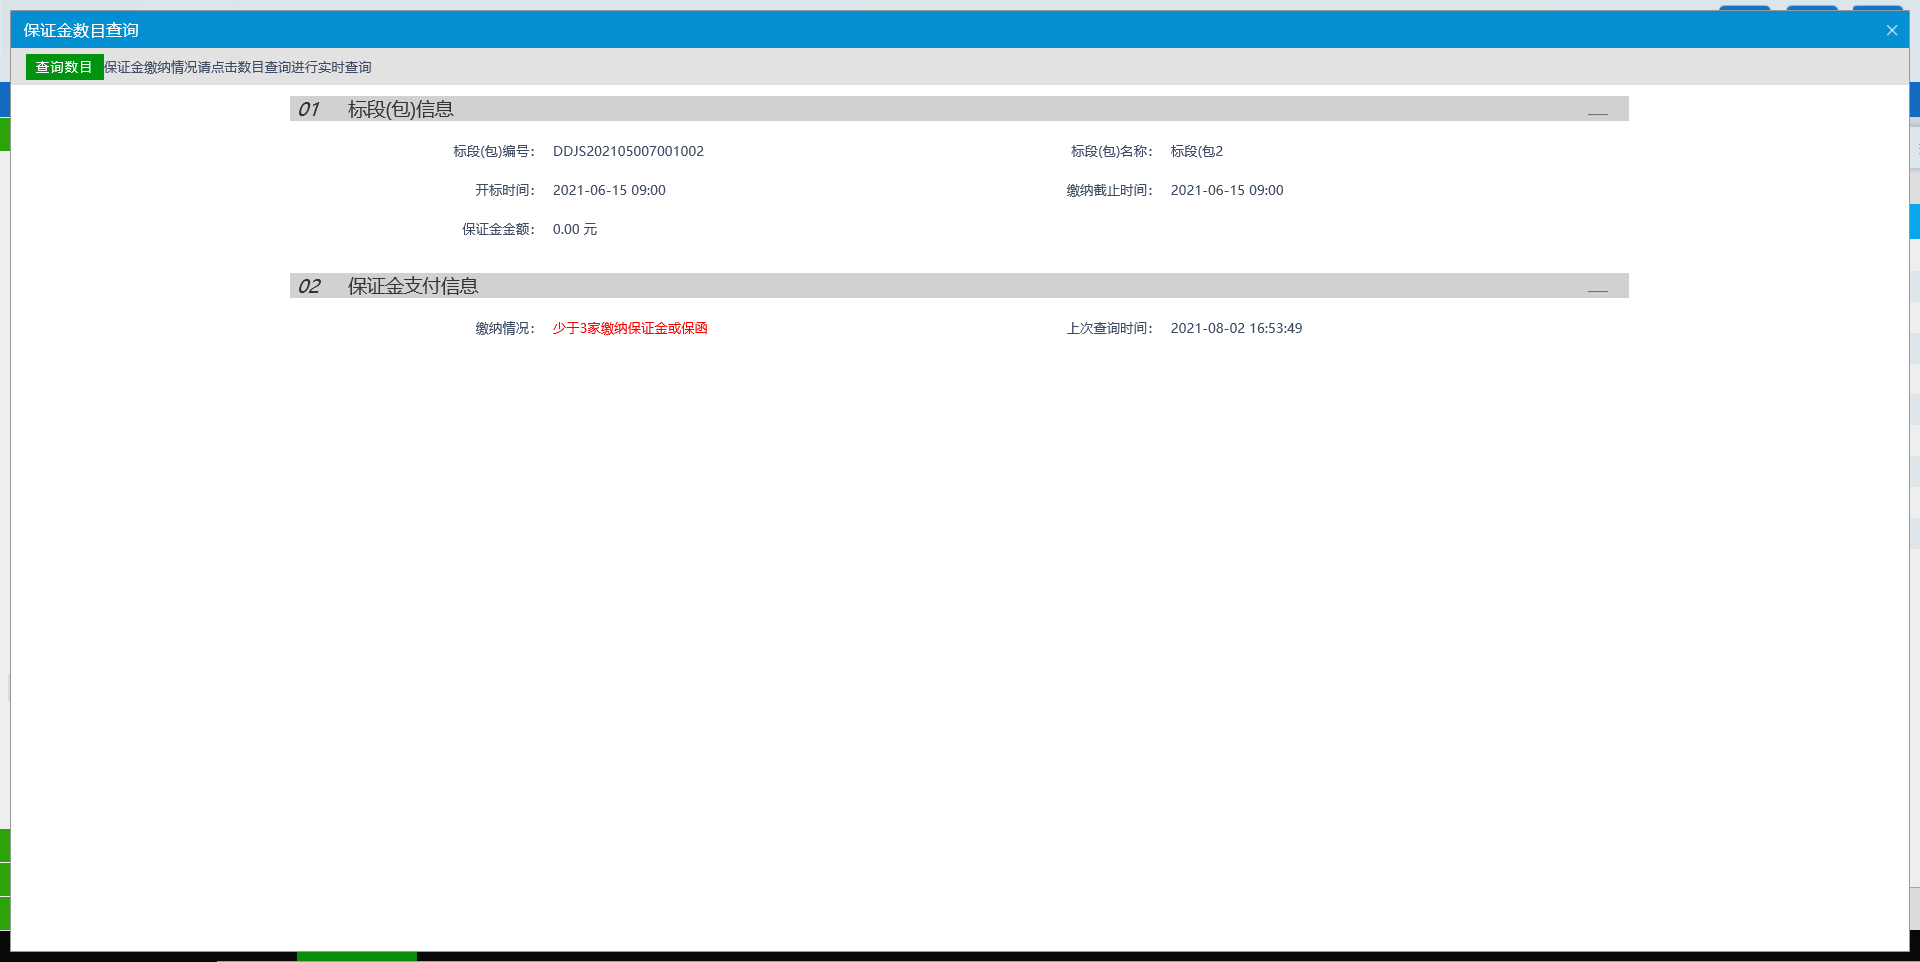 保证金数目查询
查询数目 保证金缴纳情况请点击数目查询进行实时查询
01 标段(包)信息
标段(包)编号： DDJS202105007001002 标段(包)名称： 标段(包2
开标时间： 2021-06-15 09:00 缴纳截止时间： 2021-06-15 09:00
保证金金额： 0.00 元
02 保证金支付信息
缴纳情况： 少于3家缴纳保证金或保函 上次查询时间： 2021-08-02 16:53:49